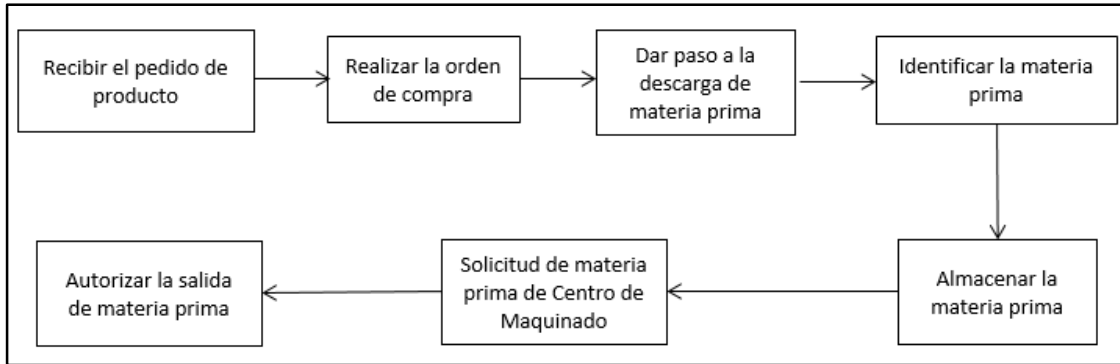 Recibir el pedido de
producto
Realizar la orden
de compra
Dar paso a la
descarga de
materia prima
Identificar la materia
prima
Almacenar la
materia prima
Solicitud de materia
prima de Centro de
Maquinado
Autorizar la salida
de materia prima